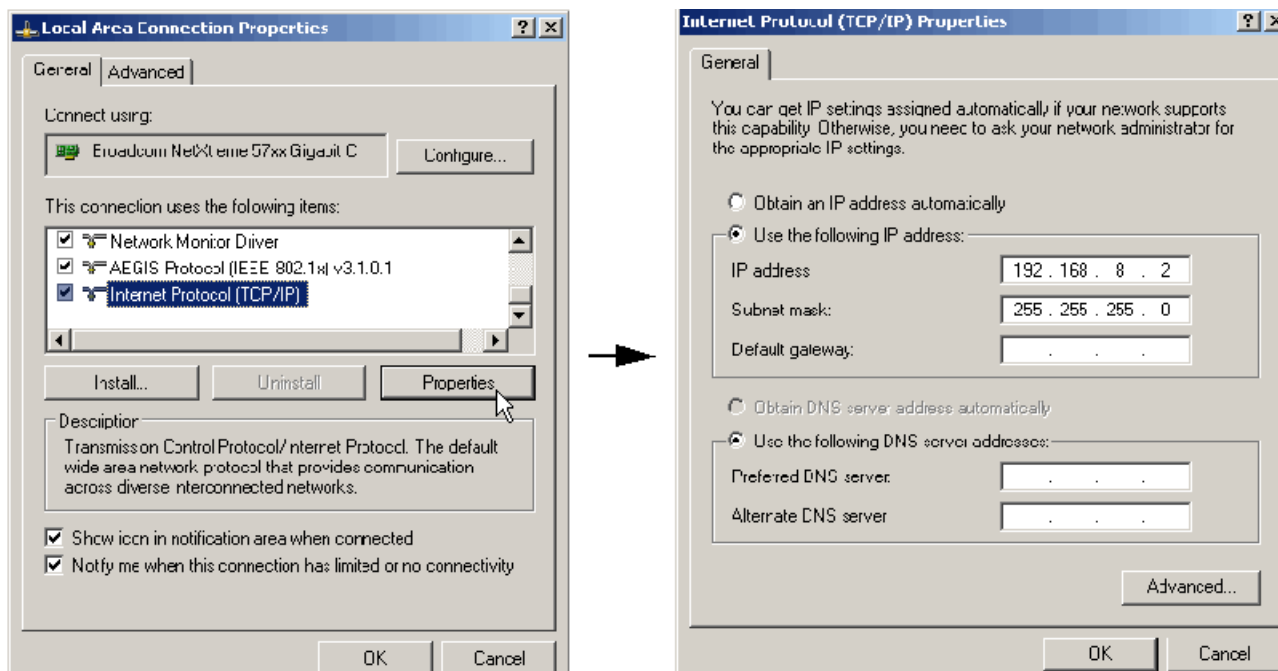 Local Area Connection Properties
General
Advanced
Connect using:
Broadcom NetXtreme 57xx Gigabit C
Configure...
This connection uses the following items:
Network Monitor Driver
AEGIS Protocol (IEEE 802.1x) v3.1.0.1
Internet Protocol (TCP/IP)
Install...
Uninstall
Properties
Description
Transmission Control Protocol/Internet Protocol. The default
wide area network protocol that provides communication
across diverse interconnected networks.
Show icon in notification area when connected
Notify me when this connection has limited or no connectivity
OK
Cancel
Internet Protocol (TCP/IP) Properties
General
You can get IP settings assigned automatically if your network supports
this capability. Otherwise, you need to ask your network administrator for
the appropriate IP settings.
Obtain an IP address automatically
Use the following IP address:
IP address
192 . 168 . 8 . 2
Subnet mask:
255 . 255 . 255 . 0
Default gateway:
. . .
Obtain DNS server address automatically
Use the following DNS server addresses:
Preferred DNS server:
. . .
Alternate DNS server
. . .
Advanced...
OK
Cancel